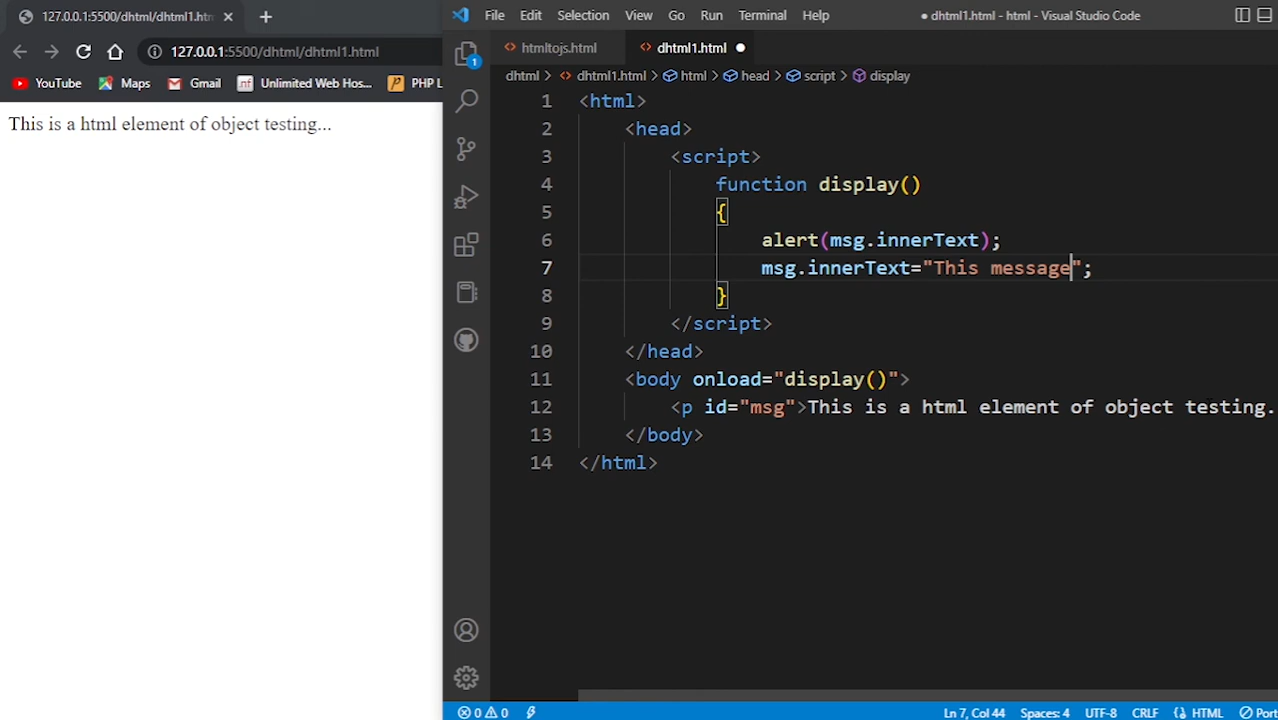 127.0.0.1:5500/dhtml/dhtml1.htm
127.0.0.1:5500/dhtml/dhtml1.html
YouTube Maps Gmail Unlimited Web Hos... PHP L
This is a html element of object testing...
File Edit Selection View Go Run Terminal Help
● dhtml1.html - html - Visual Studio Code
htmltojs.html dhtml1.html
dhtml > dhtml1.html > html > head > script > display
1 <html>
2 <head>
3 <script>
4 function display()
5 {
6 alert(msg.innerText);
7 msg.innerText="This message";
8 }
9 </script>
10 </head>
11 <body onload="display()">
12 <p id="msg">This is a html element of object testing.
13 </body>
14 </html>
1
0 0 Ln 7, Col 44 Spaces: 4 UTF-8 CRLF HTML Port